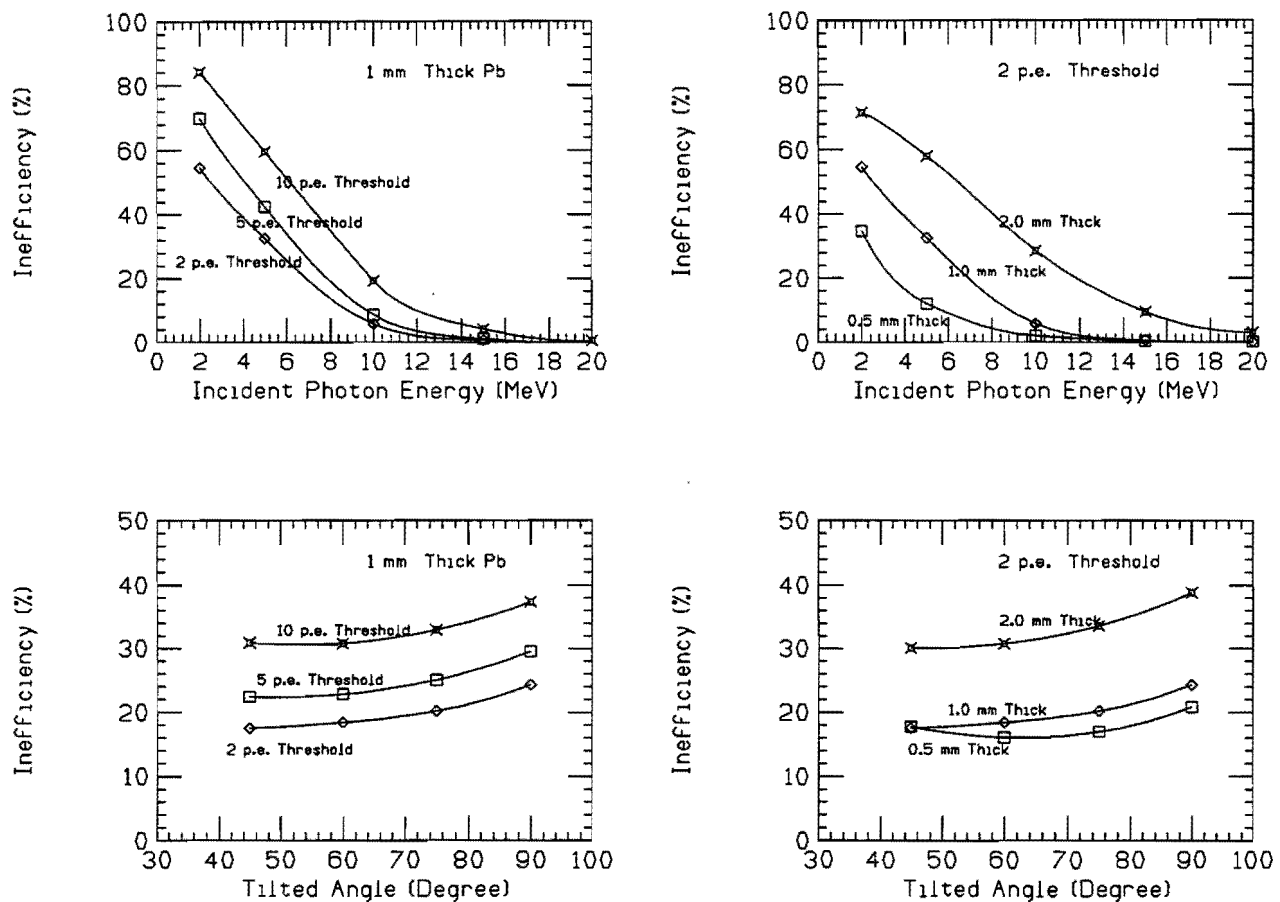 100
80
60
40
20
0
Inefficiency (%)
1 mm Thick Pb
10 p.e. Threshold
5 p.e. Threshold
2 p.e. Threshold
0 2 4 6 8 10 12 14 16 18 20
Incident Photon Energy (MeV)
100
80
60
40
20
0
Inefficiency (%)
2 p.e. Threshold
2.0 mm Thick
1.0 mm Thick
0.5 mm Thick
0 2 4 6 8 10 12 14 16 18 20
Incident Photon Energy (MeV)
50
40
30
20
10
0
Inefficiency (%)
1 mm Thick Pb
10 p.e. Threshold
5 p.e. Threshold
2 p.e. Threshold
30 40 50 60 70 80 90 100
Tilted Angle (Degree)
50
40
30
20
10
0
Inefficiency (%)
2 p.e. Threshold
2.0 mm Thick
1.0 mm Thick
0.5 mm Thick
30 40 50 60 70 80 90 100
Tilted Angle (Degree)